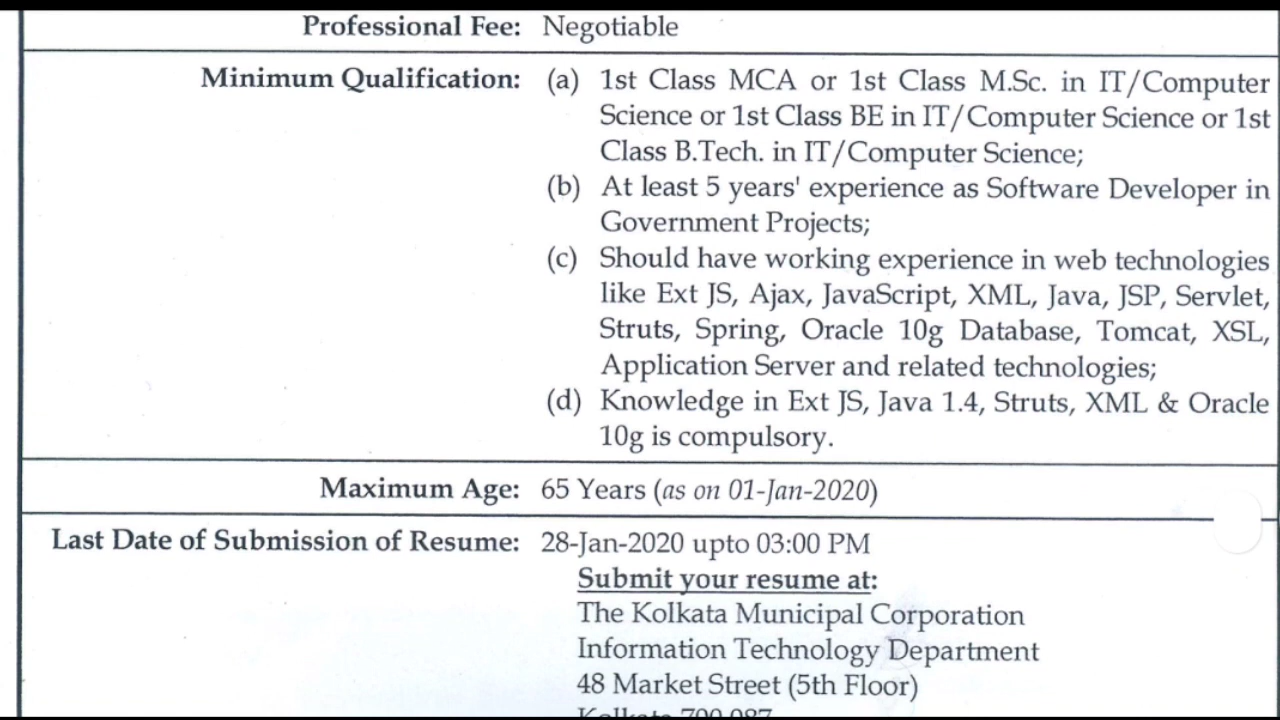 Professional Fee: Negotiable
Minimum Qualification: (a) 1st Class MCA or 1st Class M.Sc. in IT/Computer
Science or 1st Class BE in IT/Computer Science or 1st
Class B.Tech. in IT/Computer Science;
(b) At least 5 years' experience as Software Developer in
Government Projects;
(c) Should have working experience in web technologies
like Ext JS, Ajax, JavaScript, XML, Java, JSP, Servlet,
Struts, Spring, Oracle 10g Database, Tomcat, XSL,
Application Server and related technologies;
(d) Knowledge in Ext JS, Java 1.4, Struts, XML & Oracle
10g is compulsory.
Maximum Age: 65 Years (as on 01-Jan-2020)
Last Date of Submission of Resume: 28-Jan-2020 upto 03:00 PM
Submit your resume at:
The Kolkata Municipal Corporation
Information Technology Department
48 Market Street (5th Floor)
Kolkata 700 087